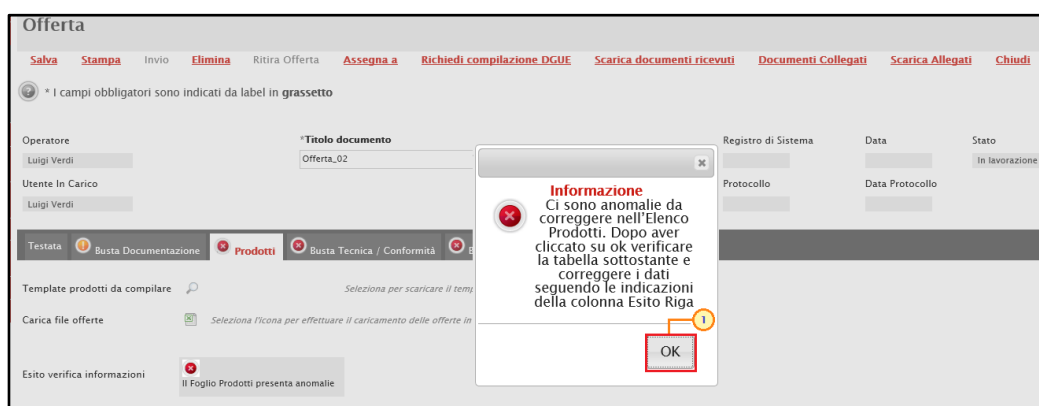 Offerta
Salva Stampa Invio Elimina Ritira Offerta Assegna a Richiedi compilazione DGUE Scarica documenti ricevuti Documenti Collegati Scarica Allegati Chiudi
* I campi obbligatori sono indicati da label in grassetto
Operatore *Titolo documento Registro di Sistema Data Stato
Luigi Verdi Offerta_02 In lavorazione
Utente In Carico Protocollo Data Protocollo
Luigi Verdi
Informazione
Ci sono anomalie da
correggere nell'Elenco
Prodotti. Dopo aver
cliccato su ok verificare
la tabella sottostante e
correggere i dati
seguendo le indicazioni
della colonna Esito Riga
1
OK
Testata Busta Documentazione Prodotti Busta Tecnica / Conformità
Template prodotti da compilare Seleziona per scaricare il
Carica file offerte Seleziona l'icona per effettuare il caricamento delle offerte in
Esito verifica informazioni
Il Foglio Prodotti presenta anomalie